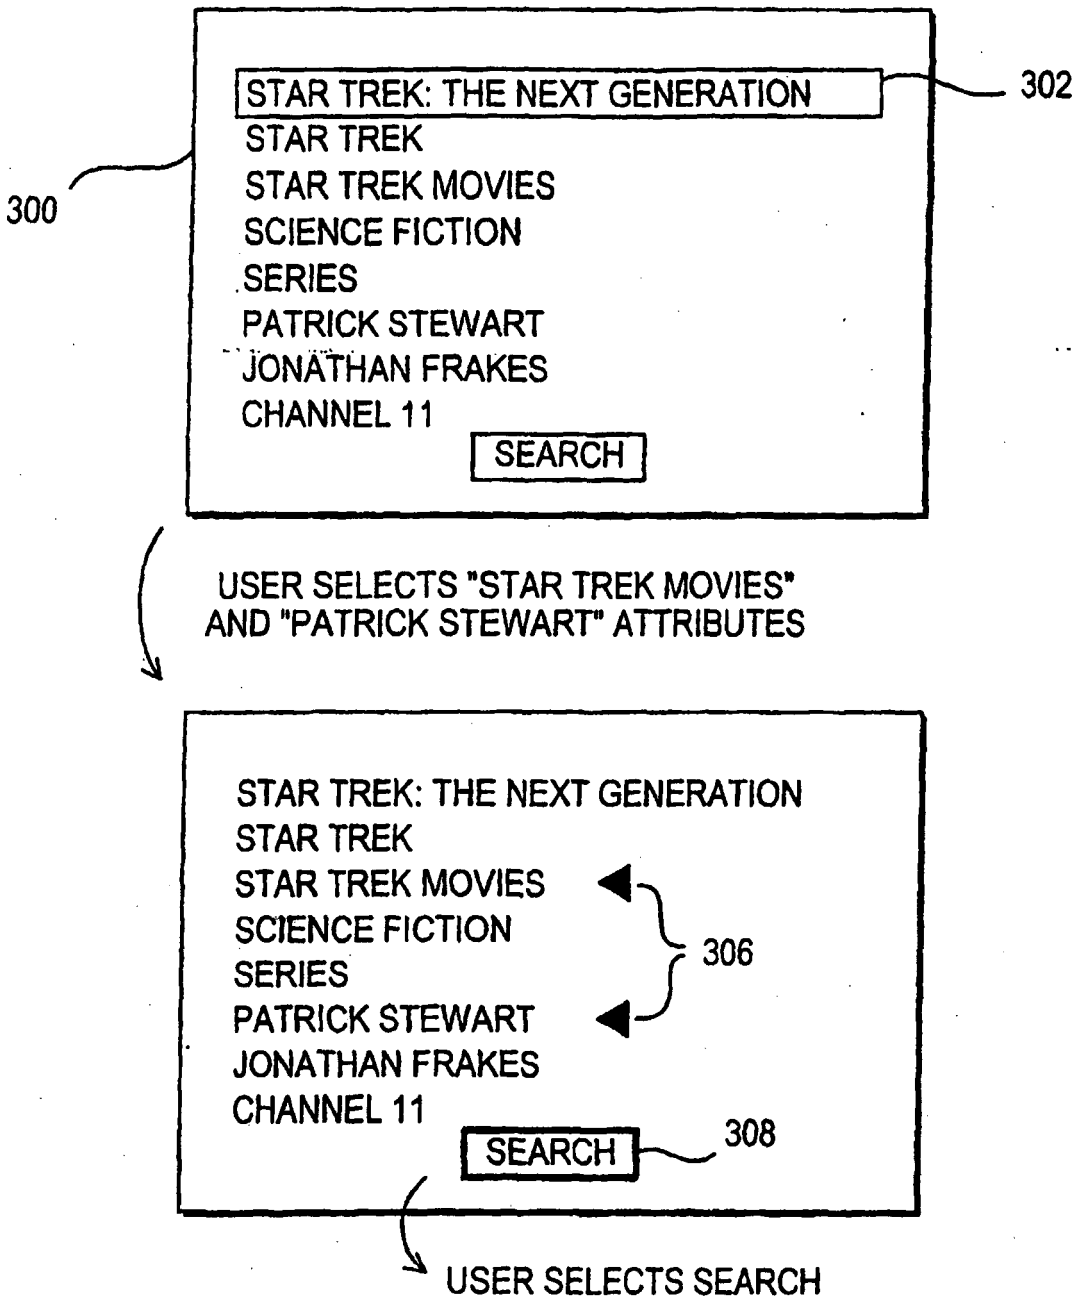 STAR TREK: THE NEXT GENERATION
302
STAR TREK
STAR TREK MOVIES
300
SCIENCE FICTION
SERIES
PATRICK STEWART
JONATHAN FRAKES
CHANNEL 11
SEARCH
USER SELECTS "STAR TREK MOVIES"
AND "PATRICK STEWART" ATTRIBUTES
STAR TREK: THE NEXT GENERATION
STAR TREK
STAR TREK MOVIES
SCIENCE FICTION
306
SERIES
PATRICK STEWART
JONATHAN FRAKES
CHANNEL 11
SEARCH
308
USER SELECTS SEARCH